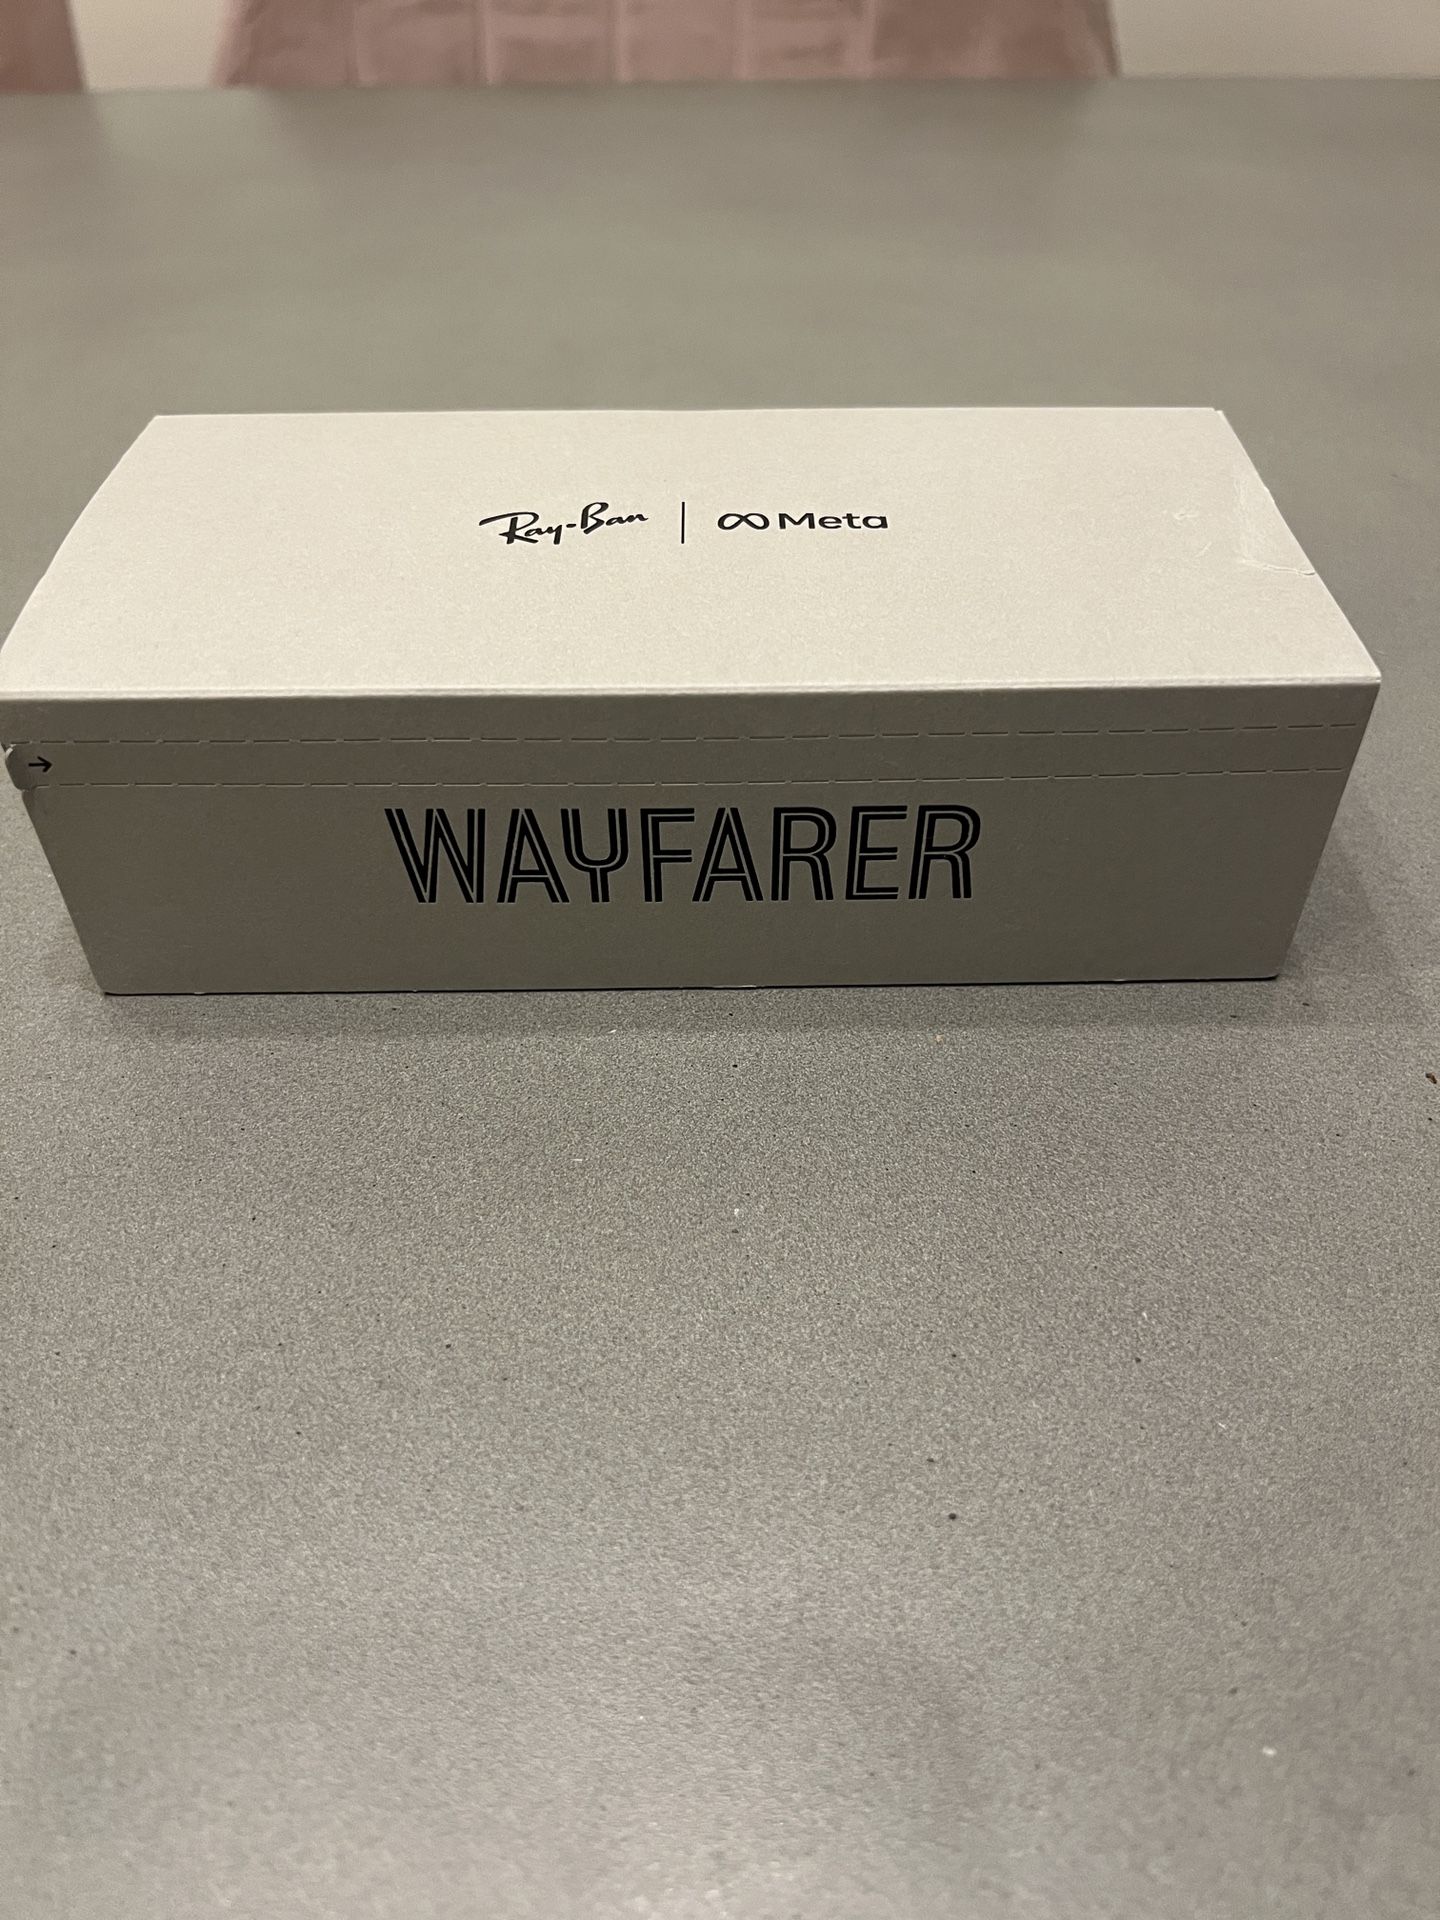 Ray-Ban | Meta
→
WAYFARER